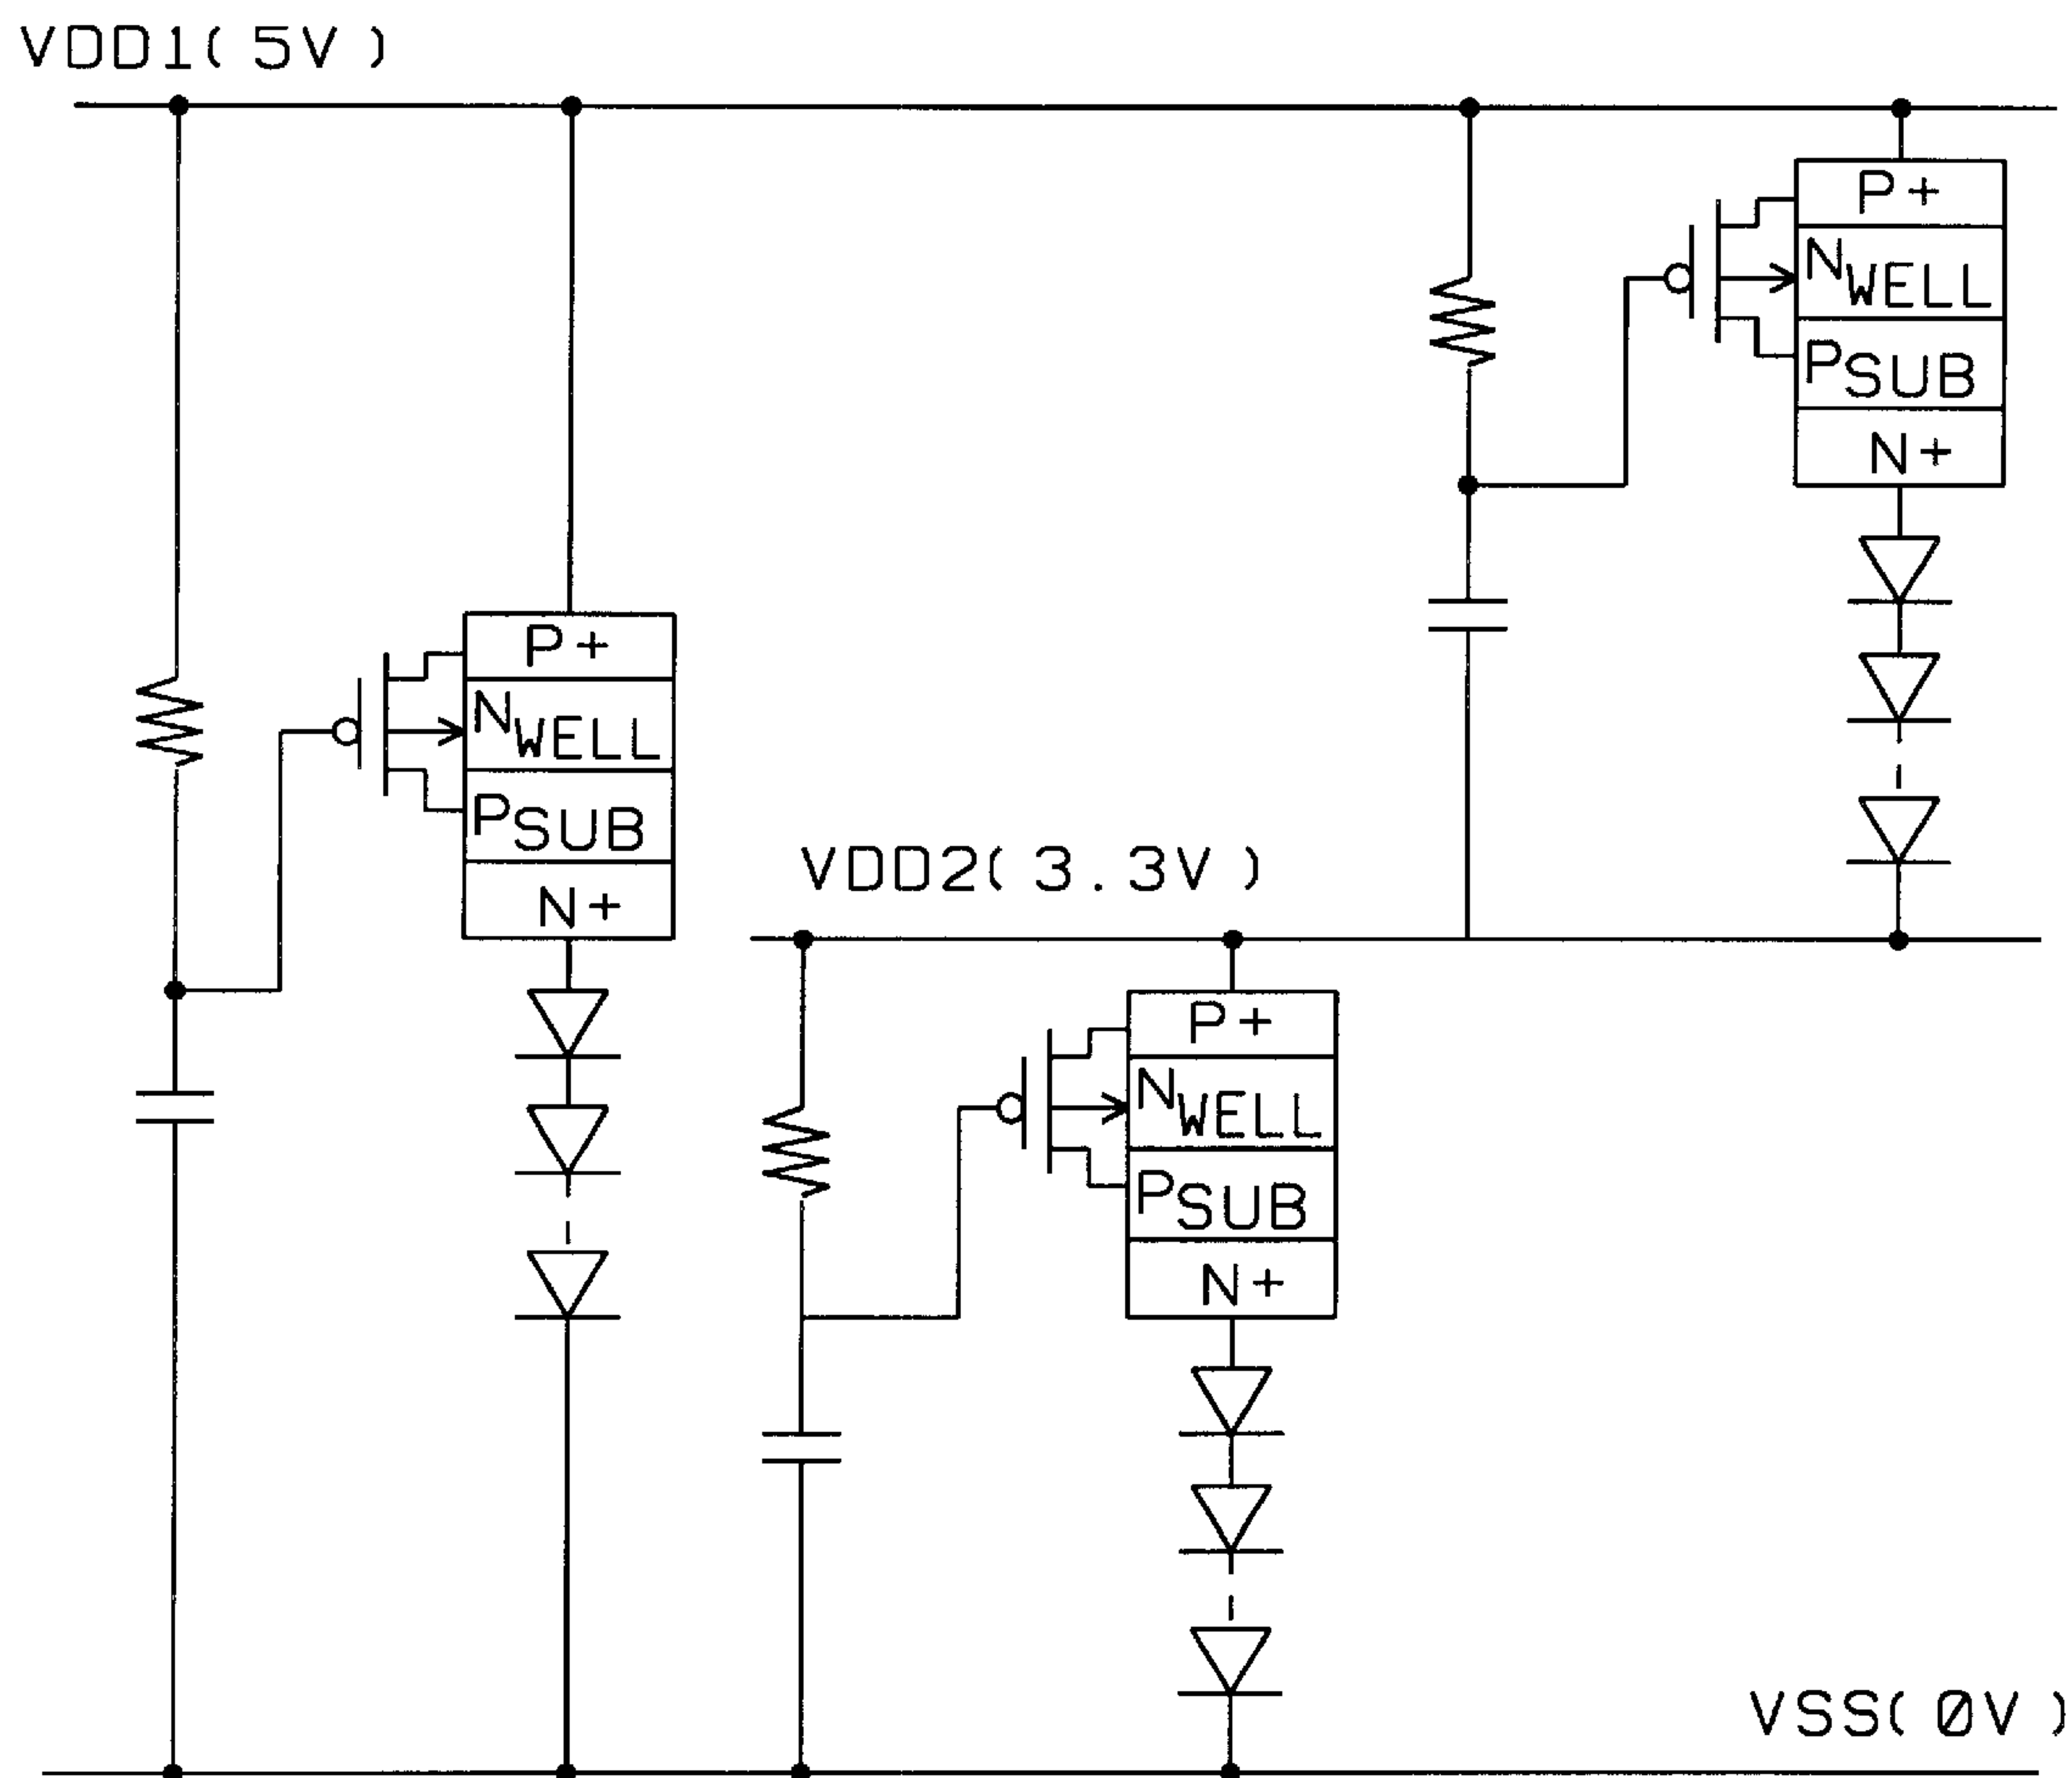 VDD1( 5V )
P+
NWELL
PSUB
N+
P+
NWELL
PSUB
N+
VDD2( 3.3V )
P+
NWELL
PSUB
N+
VSS( 0V )